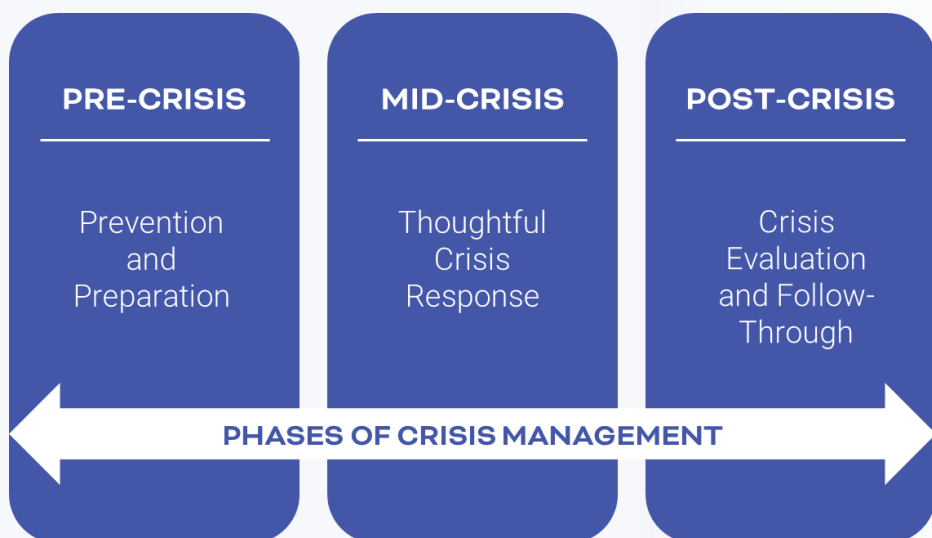 PRE-CRISIS
Prevention
and
Preparation
MID-CRISIS
Thoughtful
Crisis
Response
POST-CRISIS
Crisis
Evaluation
and Follow-
Through
PHASES OF CRISIS MANAGEMENT